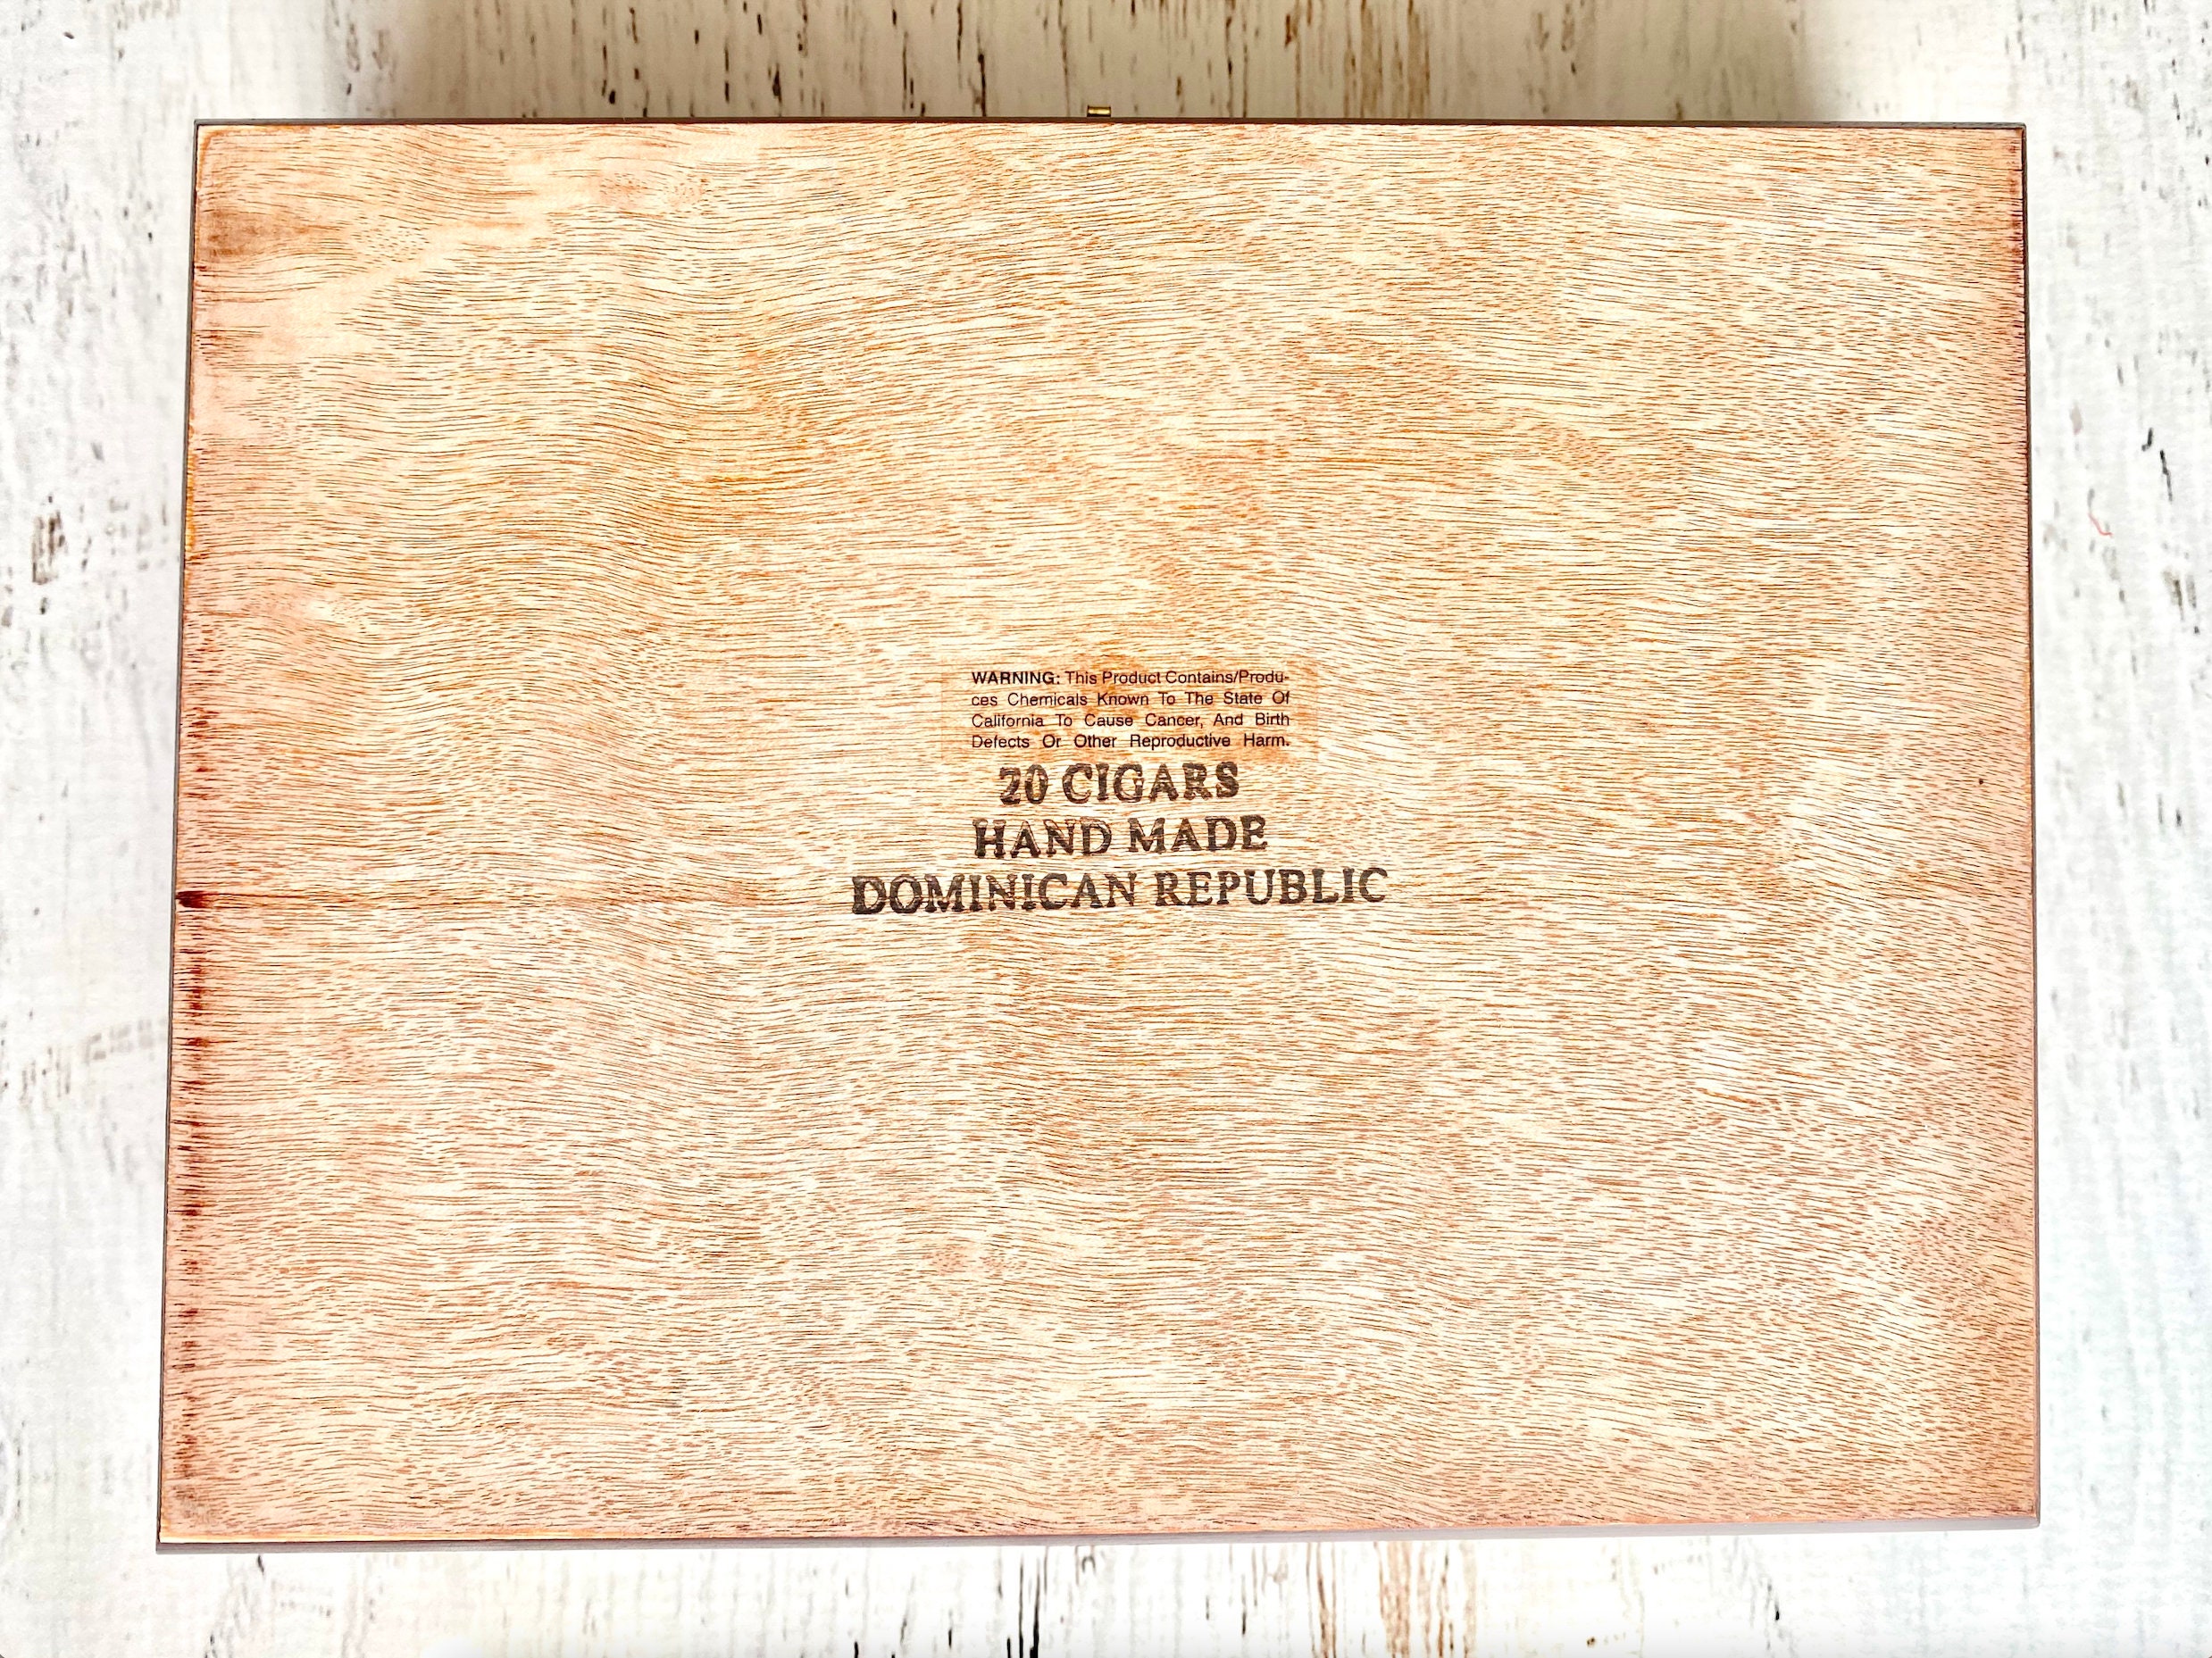 WARNING: This Product Contains/Produ-
ces Chemicals Known To The State Of
California To Cause Cancer, And Birth
Defects Or Other Reproductive Harm.
20 CIGARS
HAND MADE
DOMINICAN REPUBLIC